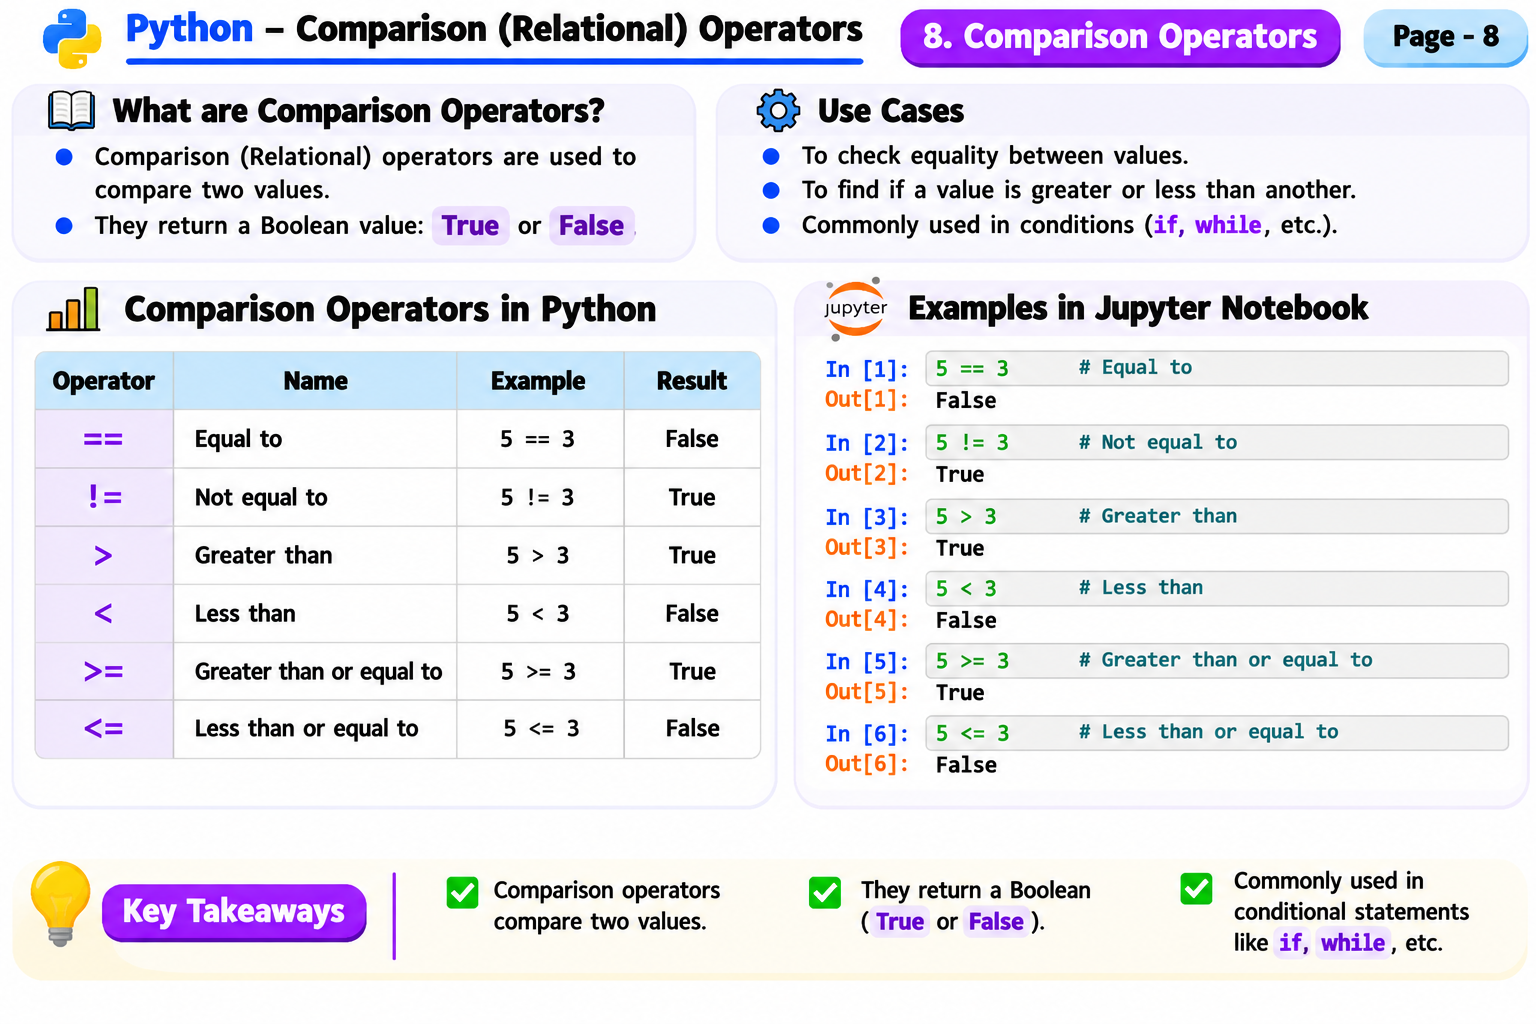 Python – Comparison (Relational) Operators
8. Comparison Operators
Page - 8
What are Comparison Operators?
Comparison (Relational) operators are used to
compare two values.
They return a Boolean value: True or False.
Use Cases
To check equality between values.
To find if a value is greater or less than another.
Commonly used in conditions (if, while, etc.).
Comparison Operators in Python
Operator Name Example Result
== Equal to 5 == 3 False
!= Not equal to 5 != 3 True
> Greater than 5 > 3 True
< Less than 5 < 3 False
>= Greater than or equal to 5 >= 3 True
<= Less than or equal to 5 <= 3 False
jupyter
Examples in Jupyter Notebook
In [1]: 5 == 3 # Equal to
Out[1]: False
In [2]: 5 != 3 # Not equal to
Out[2]: True
In [3]: 5 > 3 # Greater than
Out[3]: True
In [4]: 5 < 3 # Less than
Out[4]: False
In [5]: 5 >= 3 # Greater than or equal to
Out[5]: True
In [6]: 5 <= 3 # Less than or equal to
Out[6]: False
Key Takeaways
Comparison operators
compare two values.
They return a Boolean
(True or False).
Commonly used in
conditional statements
like if, while, etc.